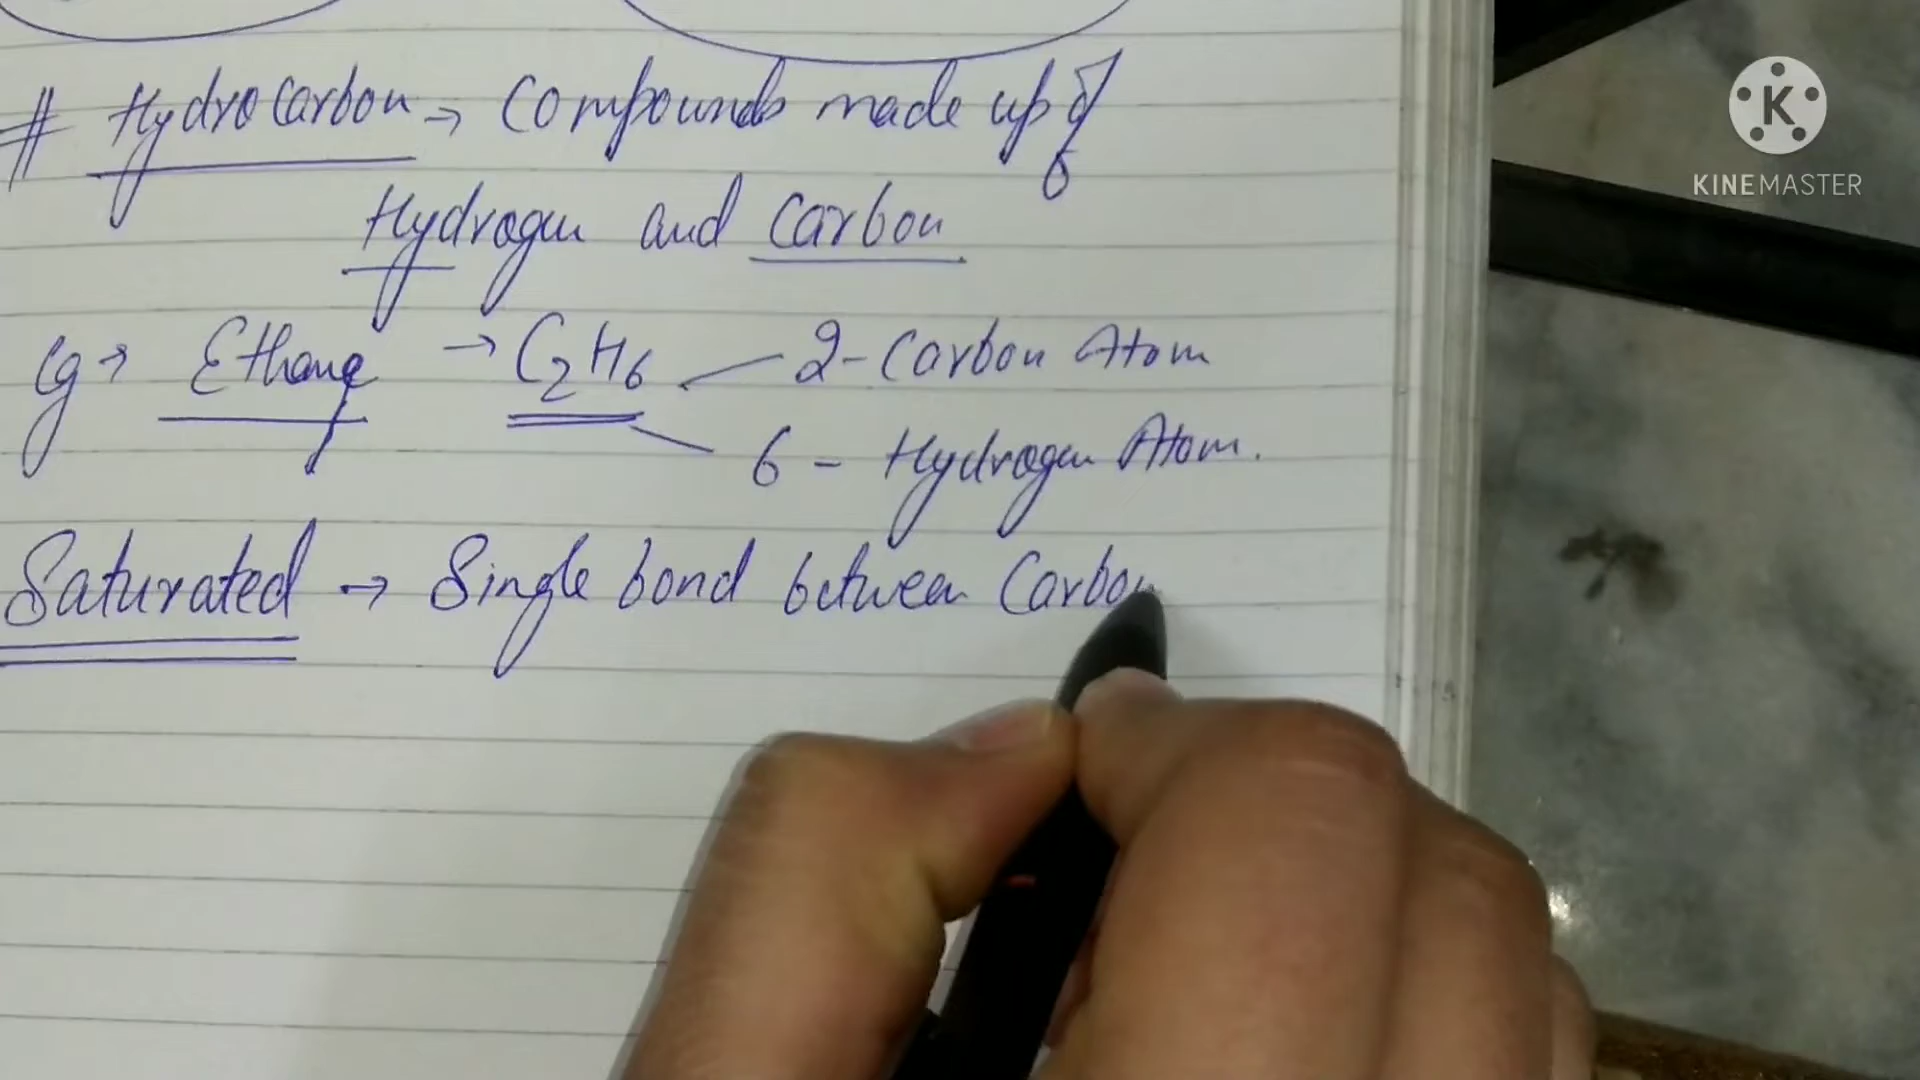 # Hydrocarbon → Compounds made up of
Hydrogen and Carbon
eg → Ethane → C₂H₆ 2 - Carbon Atom
6 - Hydrogen Atom.
Saturated → Single bond between Carbon
K
KINEMASTER